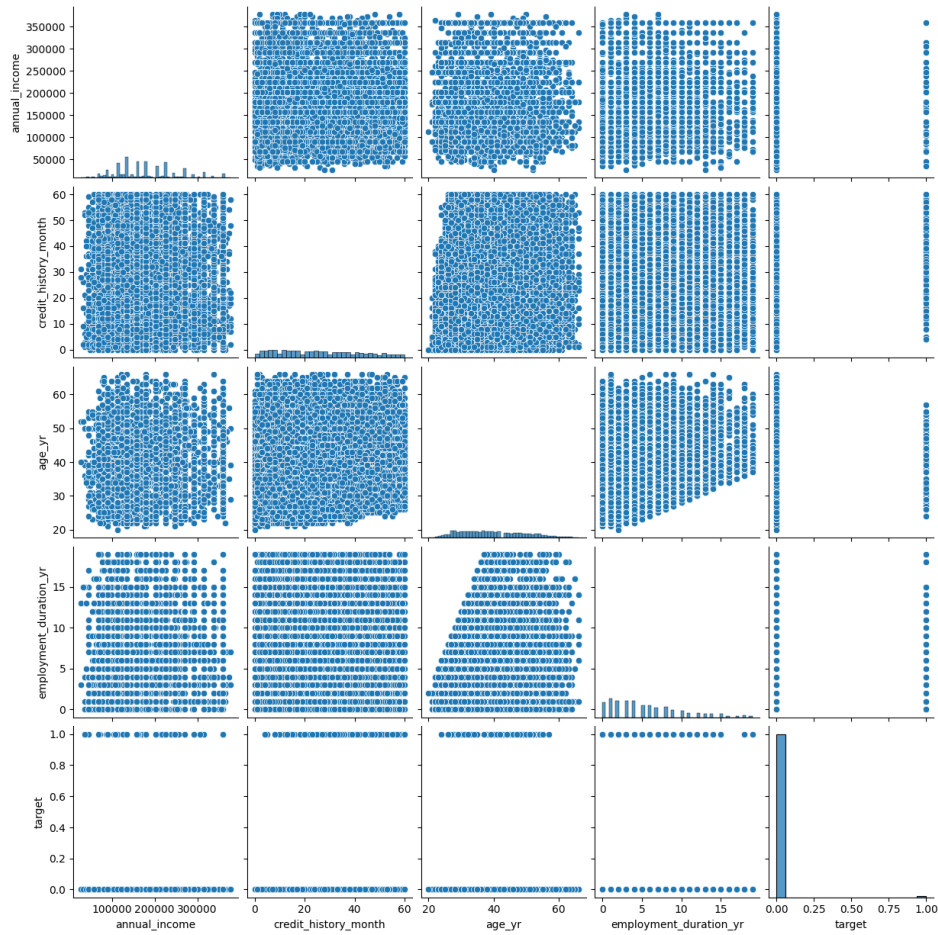 350000
300000
250000
200000
150000
100000
50000
annual_income
60
50
40
30
20
10
0
credit_history_month
60
50
40
30
20
age_yr
15
10
5
0
employment_duration_yr
1.0
0.8
0.6
0.4
0.2
0.0
target
100000 200000 300000
annual_income
0 20 40 60
credit_history_month
20 40 60
age_yr
0 5 10 15
employment_duration_yr
0.00 0.25 0.50 0.75 1.00
target